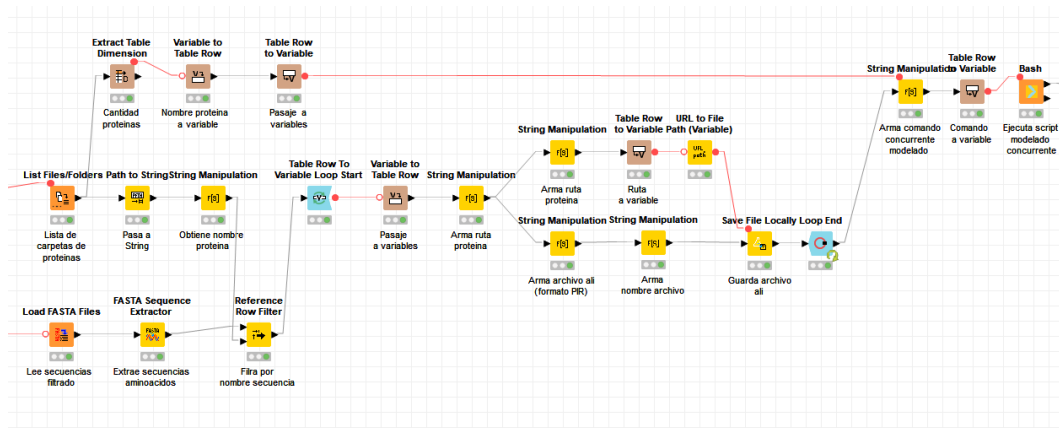 Extract Table
Dimension
Cantidad
proteinas
Variable to
Table Row
Nombre proteina
a variable
Table Row
to Variable
Pasaje a
variables
List Files/Folders
Lista de
carpetas de
proteinas
Path to String
Pasa a
String
String Manipulation
Obtiene nombre
proteina
Table Row To
Variable Loop Start
Variable to
Table Row
Pasaje
a variables
String Manipulation
Arma ruta
proteina
String Manipulation
Arma ruta
proteina
Table Row
to Variable
Ruta
a variable
URL to File
Path (Variable)
URL
path
String Manipulation
Arma archivo ali
(formato PIR)
String Manipulation
Arma
nombre archivo
Save File Locally
Guarda archivo
ali
Loop End
String Manipulation
Arma comando
concurrente
modelado
Table Row
to Variable
Comando
a variable
Bash
Ejecuta script
modelado
concurrente
Load FASTA Files
Lee secuencias
filtrado
FASTA Sequence
Extractor
FASTA
Extrae secuencias
aminoacidos
Reference
Row Filter
Filra por
nombre secuencia